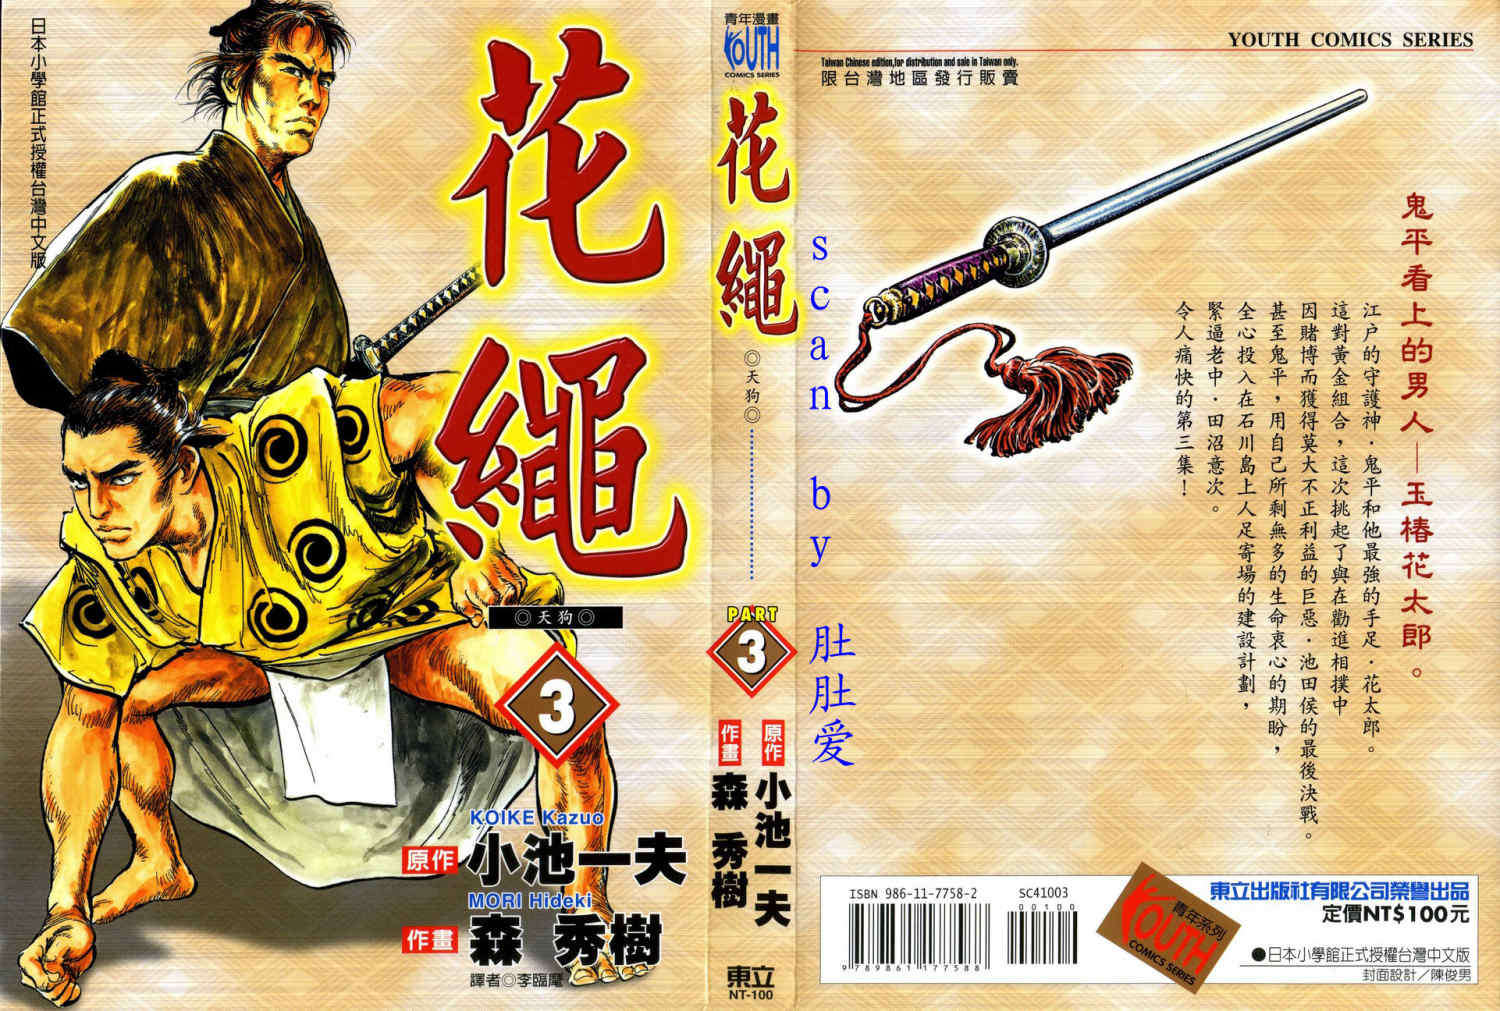 日本小學館正式授權台灣中文版
花繩
◎天狗◎
3
KOIKE Kazuo
原作 小池一夫
MORI Hideki
作畫 森秀樹
譯者◎李臨麾
青年漫畫
YOUTH
COMICS SERIES
花繩
◎天狗◎
PART
3
原作 小池一夫
作畫 森秀樹
東立
NT-100
YOUTH COMICS SERIES
Taiwan Chinese edition,for distribution and sale in Taiwan only.
限台灣地區發行販賣
scan by 肚肚爱
鬼平看上的男人—玉椿花太郎。
江戸的守護神·鬼平和他最強的手足·花太郎。
這對黃金組合，這次挑起了與在勸進相撲中
因賭博而獲得莫大不正利益的巨惡·池田侯的最後決戰。
甚至鬼平，用自己所剩無多的生命衷心的期盼，
全心投入在石川島上人足寄場的建設計劃，
緊逼老中·田沼意次。
令人痛快的第三集！
ISBN 986-11-7758-2
SC41003
00100
9 789861 177588
青年系列
YOUTH
COMICS SERIES
東立出版社有限公司榮譽出品
定價NT$100元
●日本小學館正式授權台灣中文版
封面設計／陳俊男